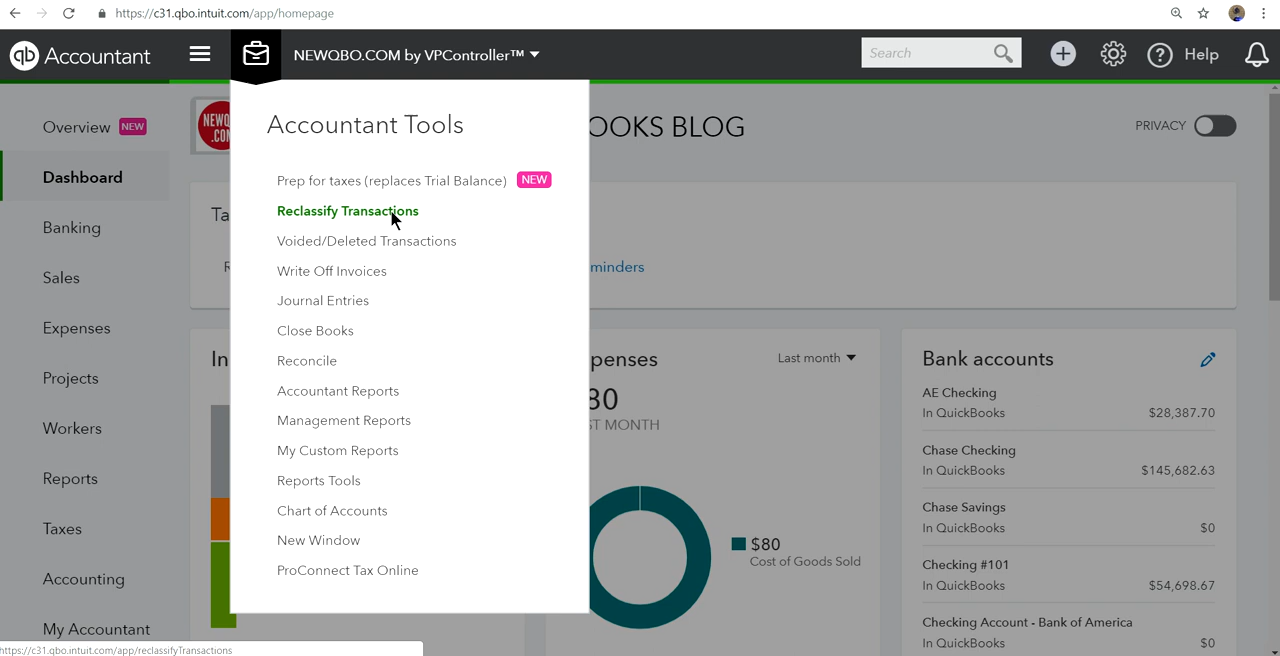 https://c31.qbo.intuit.com/app/homepage
qb Accountant
NEWQBO.COM by VPController™
Search
Help
Overview NEW
Dashboard
Banking
Sales
Expenses
Projects
Workers
Reports
Taxes
Accounting
My Accountant
Accountant Tools
Prep for taxes (replaces Trial Balance) NEW
Reclassify Transactions
Voided/Deleted Transactions
Write Off Invoices
Journal Entries
Close Books
Reconcile
Accountant Reports
Management Reports
My Custom Reports
Reports Tools
Chart of Accounts
New Window
ProConnect Tax Online
OOKS BLOG
PRIVACY
minders
penses
Last month
80
ST MONTH
$80
Cost of Goods Sold
Bank accounts
AE Checking
In QuickBooks $28,387.70
Chase Checking
In QuickBooks $145,682.63
Chase Savings
In QuickBooks $0
Checking #101
In QuickBooks $54,698.67
Checking Account - Bank of America
In QuickBooks $0
https://c31.qbo.intuit.com/app/reclassifyTransactions